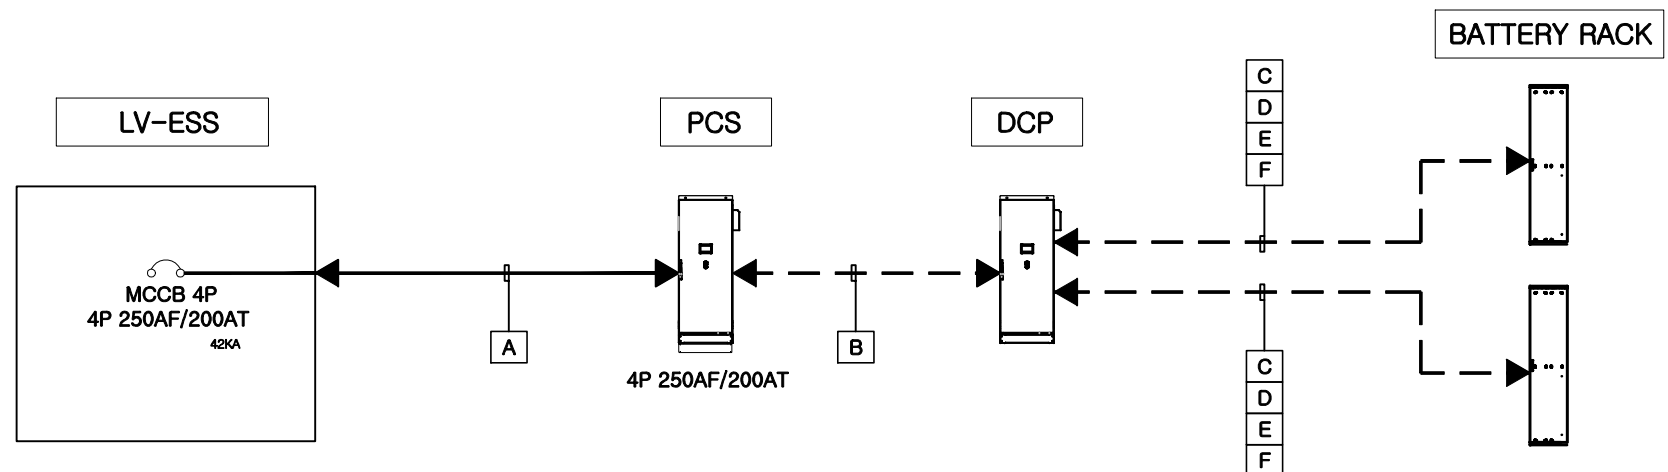 BATTERY RACK
LV-ESS
PCS
DCP
C
D
E
F
MCCB 4P
4P 250AF/200AT
42KA
A
B
4P 250AF/200AT
C
D
E
F